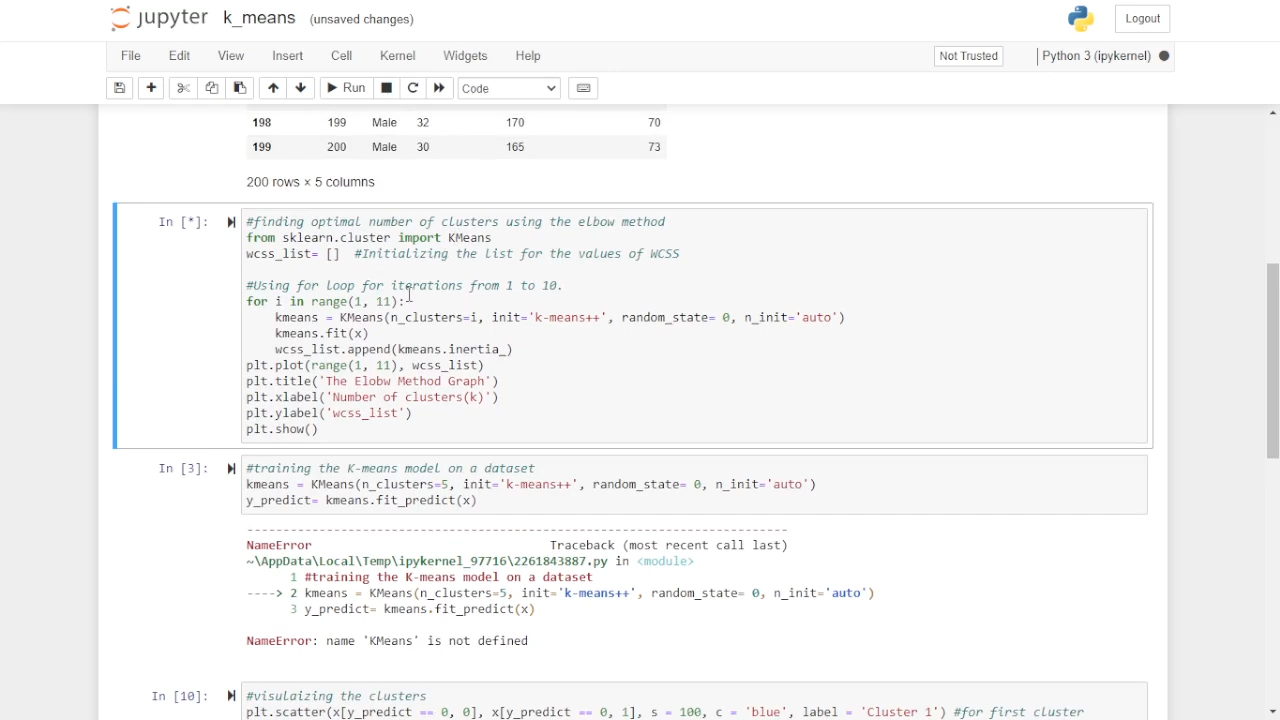 jupyter k_means (unsaved changes) Logout
File Edit View Insert Cell Kernel Widgets Help Not Trusted Python 3 (ipykernel)
Run Code
198 199 Male 32 170 70
199 200 Male 30 165 73
200 rows × 5 columns
In [*]: #finding optimal number of clusters using the elbow method
from sklearn.cluster import KMeans
wcss_list= [] #Initializing the list for the values of WCSS
#Using for loop for iterations from 1 to 10.
for i in range(1, 11):
kmeans = KMeans(n_clusters=i, init='k-means++', random_state= 0, n_init='auto')
kmeans.fit(x)
wcss_list.append(kmeans.inertia_)
plt.plot(range(1, 11), wcss_list)
plt.title('The Elobw Method Graph')
plt.xlabel('Number of clusters(k)')
plt.ylabel('wcss_list')
plt.show()
In [3]: #training the K-means model on a dataset
kmeans = KMeans(n_clusters=5, init='k-means++', random_state= 0, n_init='auto')
y_predict= kmeans.fit_predict(x)
---------------------------------------------------------------------------
NameError Traceback (most recent call last)
~\AppData\Local\Temp\ipykernel_97716\2261843887.py in <module>
1 #training the K-means model on a dataset
----> 2 kmeans = KMeans(n_clusters=5, init='k-means++', random_state= 0, n_init='auto')
3 y_predict= kmeans.fit_predict(x)
NameError: name 'KMeans' is not defined
In [10]: #visulaizing the clusters
plt.scatter(x[y_predict == 0, 0], x[y_predict == 0, 1], s = 100, c = 'blue', label = 'Cluster 1') #for first cluster